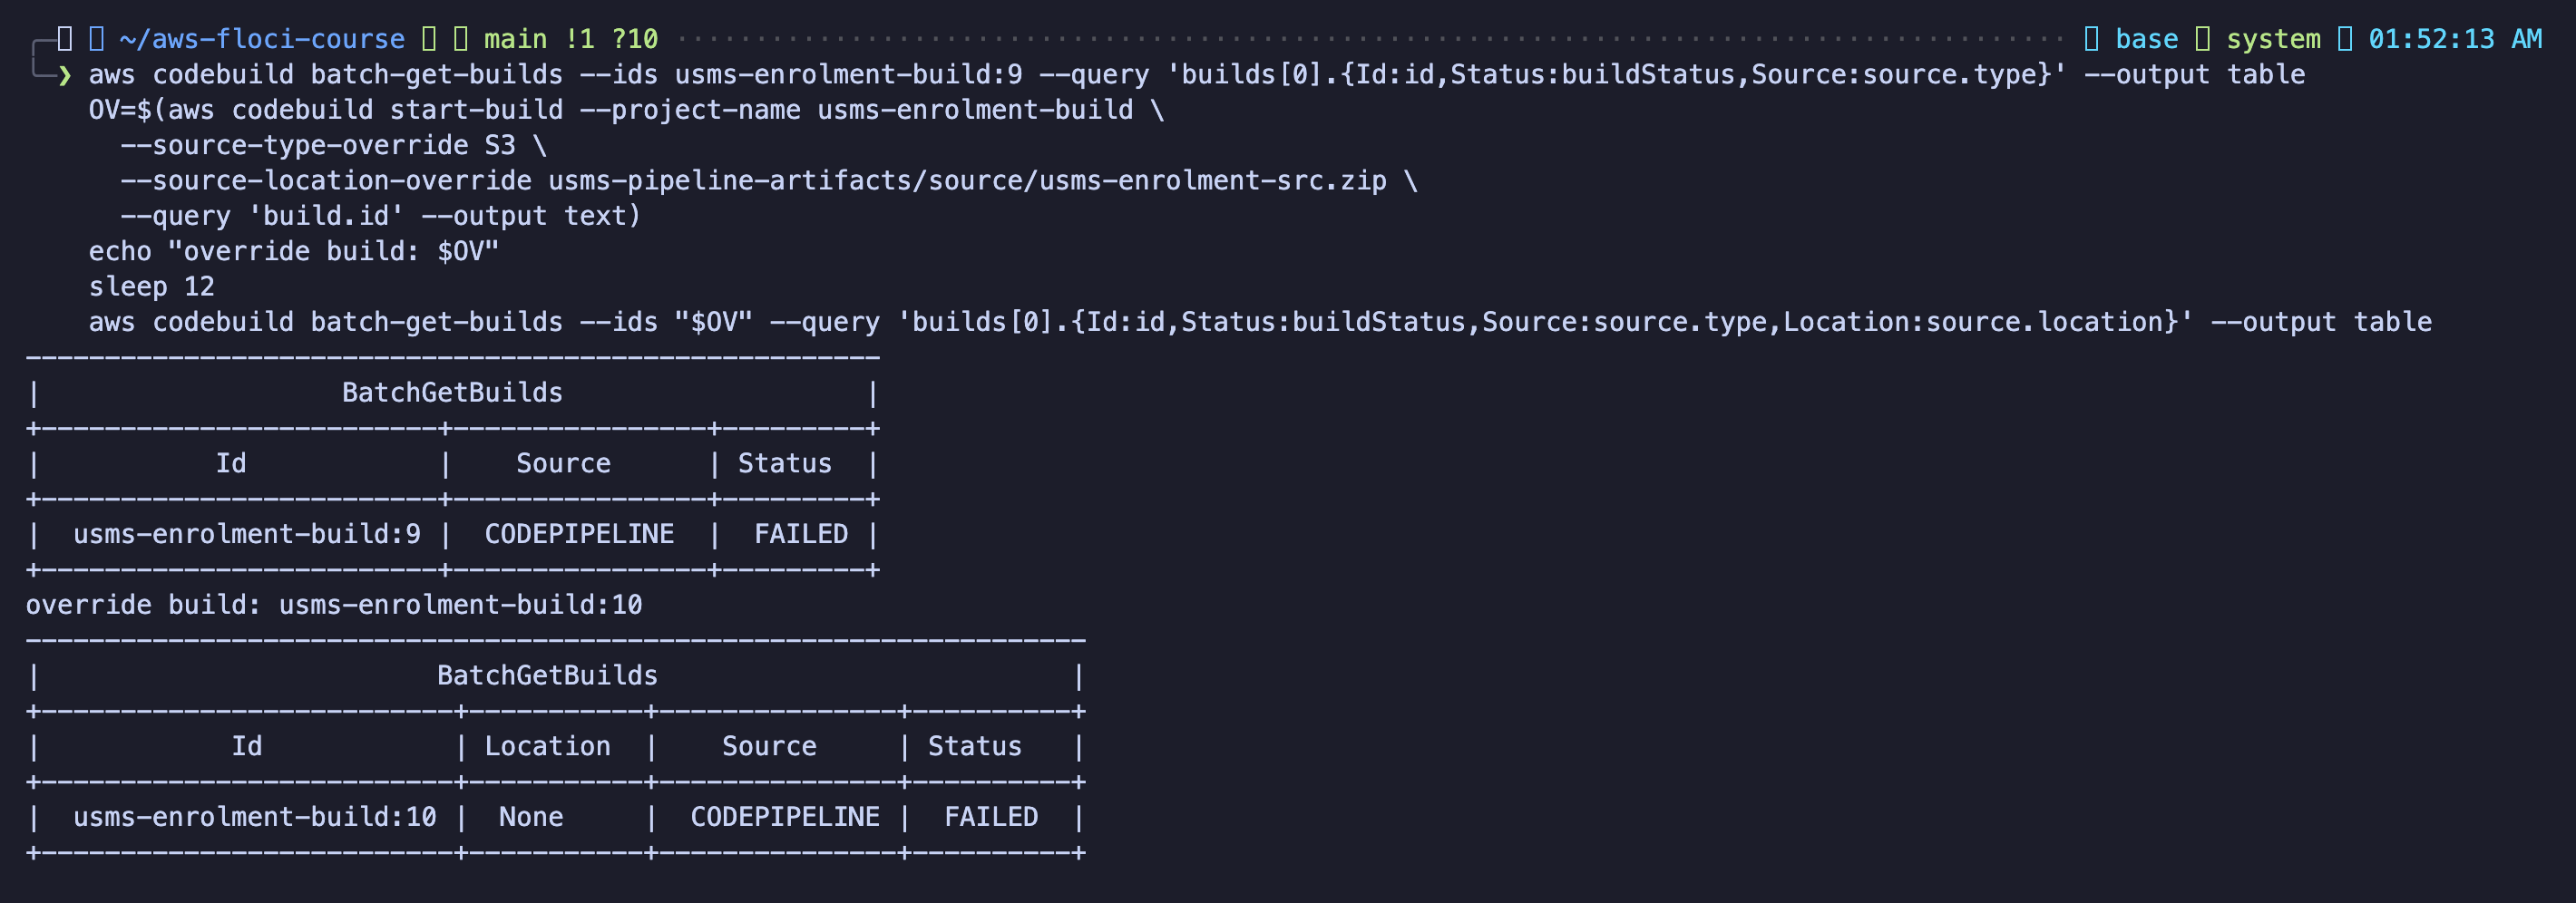 ~/aws-floci-course main !1 ?10 ···· base system 01:52:13 AM
❯ aws codebuild batch-get-builds --ids usms-enrolment-build:9 --query 'builds[0].{Id:id,Status:buildStatus,Source:source.type}' --output table
OV=$(aws codebuild start-build --project-name usms-enrolment-build \
--source-type-override S3 \
--source-location-override usms-pipeline-artifacts/source/usms-enrolment-src.zip \
--query 'build.id' --output text)
echo "override build: $OV"
sleep 12
aws codebuild batch-get-builds --ids "$OV" --query 'builds[0].{Id:id,Status:buildStatus,Source:source.type,Location:source.location}' --output table
------------------------------------------------------
|                   BatchGetBuilds                   |
+-------------------------+----------------+---------+
|           Id            |    Source      | Status  |
+-------------------------+----------------+---------+
|  usms-enrolment-build:9 |  CODEPIPELINE  |  FAILED |
+-------------------------+----------------+---------+
override build: usms-enrolment-build:10
-------------------------------------------------------------------
|                         BatchGetBuilds                          |
+--------------------------+-----------+---------------+----------+
|            Id            | Location  |    Source     | Status   |
+--------------------------+-----------+---------------+----------+
|  usms-enrolment-build:10 |  None     |  CODEPIPELINE |  FAILED  |
+--------------------------+-----------+---------------+----------+